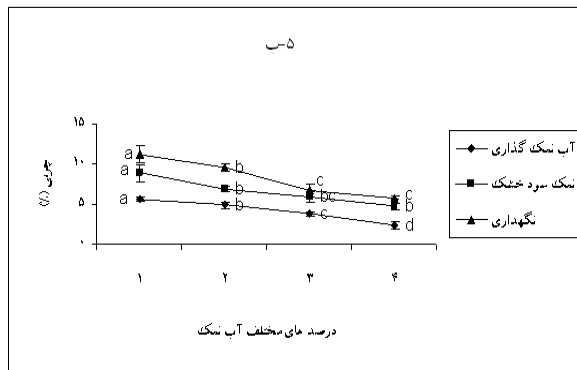 ۵-ب
۱۵
a
۱۰
b
a
c
b
bc
c
۵
a
b
c
b
d
۰
چربی (%)
۱
۲
۳
۴
درصد های مختلف آب نمک
آب نمک گذاری
نمک سود خشک
نگهداری